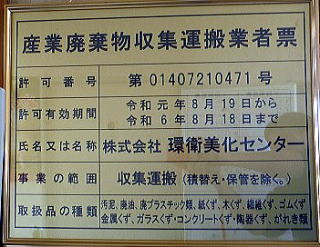 産業廃棄物収集運搬業者票
許可番号 第 01407210471 号
許可有効期間 令和 元年 8月 19日から
令和 6年 8月 18日まで
氏名又は名称 株式会社 環衛美化センター
事業の範囲 収集運搬（積替え・保管を除く。）
取扱品の種類 汚泥、廃油、廃プラスチック類、紙くず、木くず、繊維くず、ゴムくず
金属くず、ガラスくず・コンクリートくず・陶磁くず、がれき類